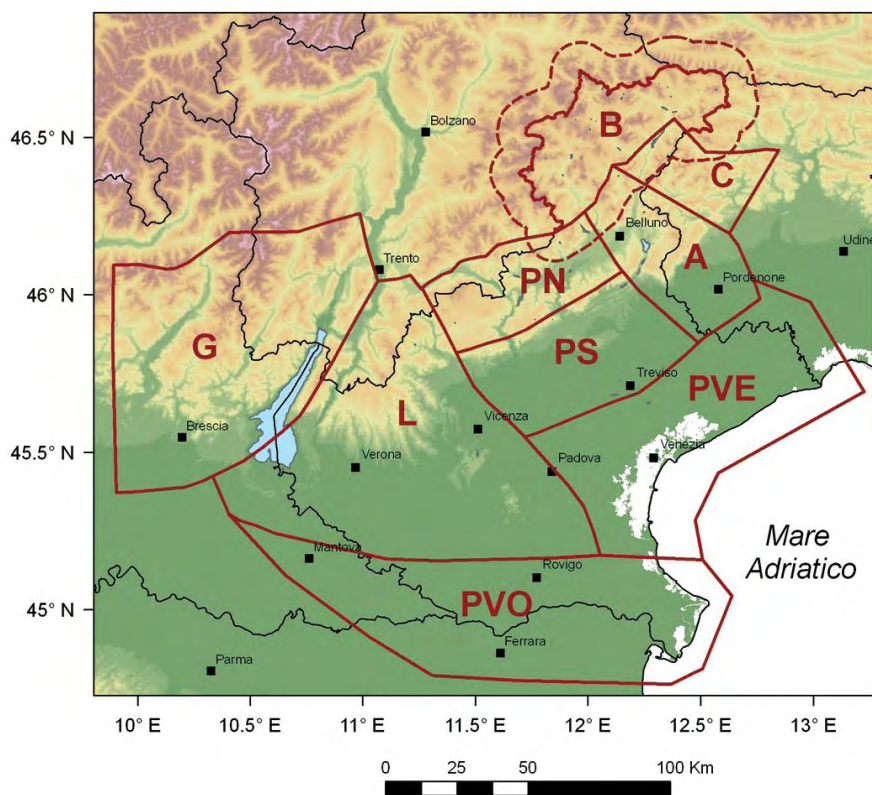 46.5° N
46° N
45.5° N
45° N
Bolzano
B
C
Belluno
Udine
Trento
PN
A
Pordenone
G
PS
Treviso
PVE
L
Brescia
Vicenza
Verona
Padova
Venezia
Mare
Adriatico
Mantova
Rovigo
PVO
Ferrara
Parma
10° E 10.5° E 11° E 11.5° E 12° E 12.5° E 13° E
0 25 50 100 Km